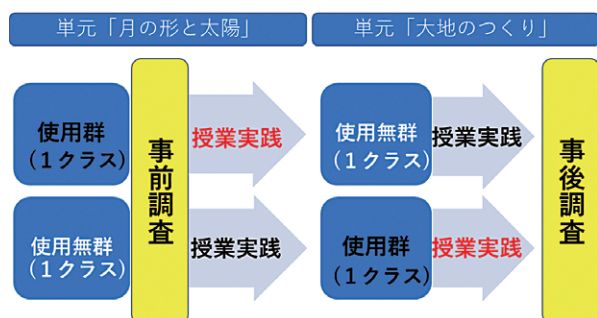 単元「月の形と太陽」
単元「大地のつくり」
使用群
(1クラス)
事前調査
授業実践
使用無群
(1クラス)
授業実践
事後調査
使用無群
(1クラス)
授業実践
使用群
(1クラス)
授業実践